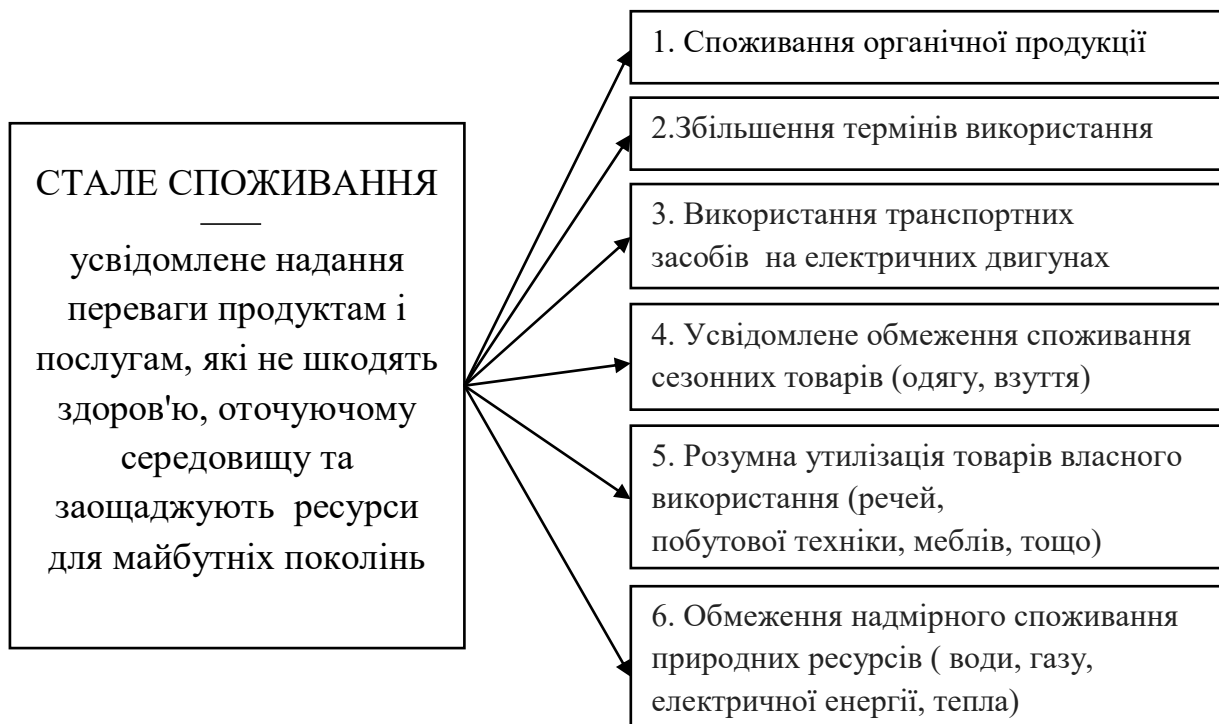 СТАЛЕ СПОЖИВАННЯ
усвідомлене надання
переваги продуктам і
послугам, які не шкодять
здоров'ю, оточуючому
середовищу та
заощаджують ресурси
для майбутніх поколінь
1. Споживання органічної продукції
2.Збільшення термінів використання
3. Використання транспортних
засобів на електричних двигунах
4. Усвідомлене обмеження споживання
сезонних товарів (одягу, взуття)
5. Розумна утилізація товарів власного
використання (речей,
побутової техніки, меблів, тощо)
6. Обмеження надмірного споживання
природних ресурсів ( води, газу,
електричної енергії, тепла)